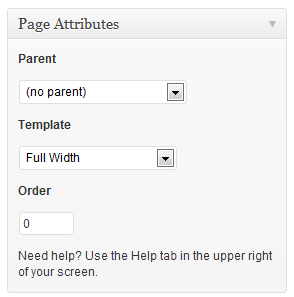 Page Attributes
Parent
(no parent)
Template
Full Width
Order
0
Need help? Use the Help tab in the upper right
of your screen.